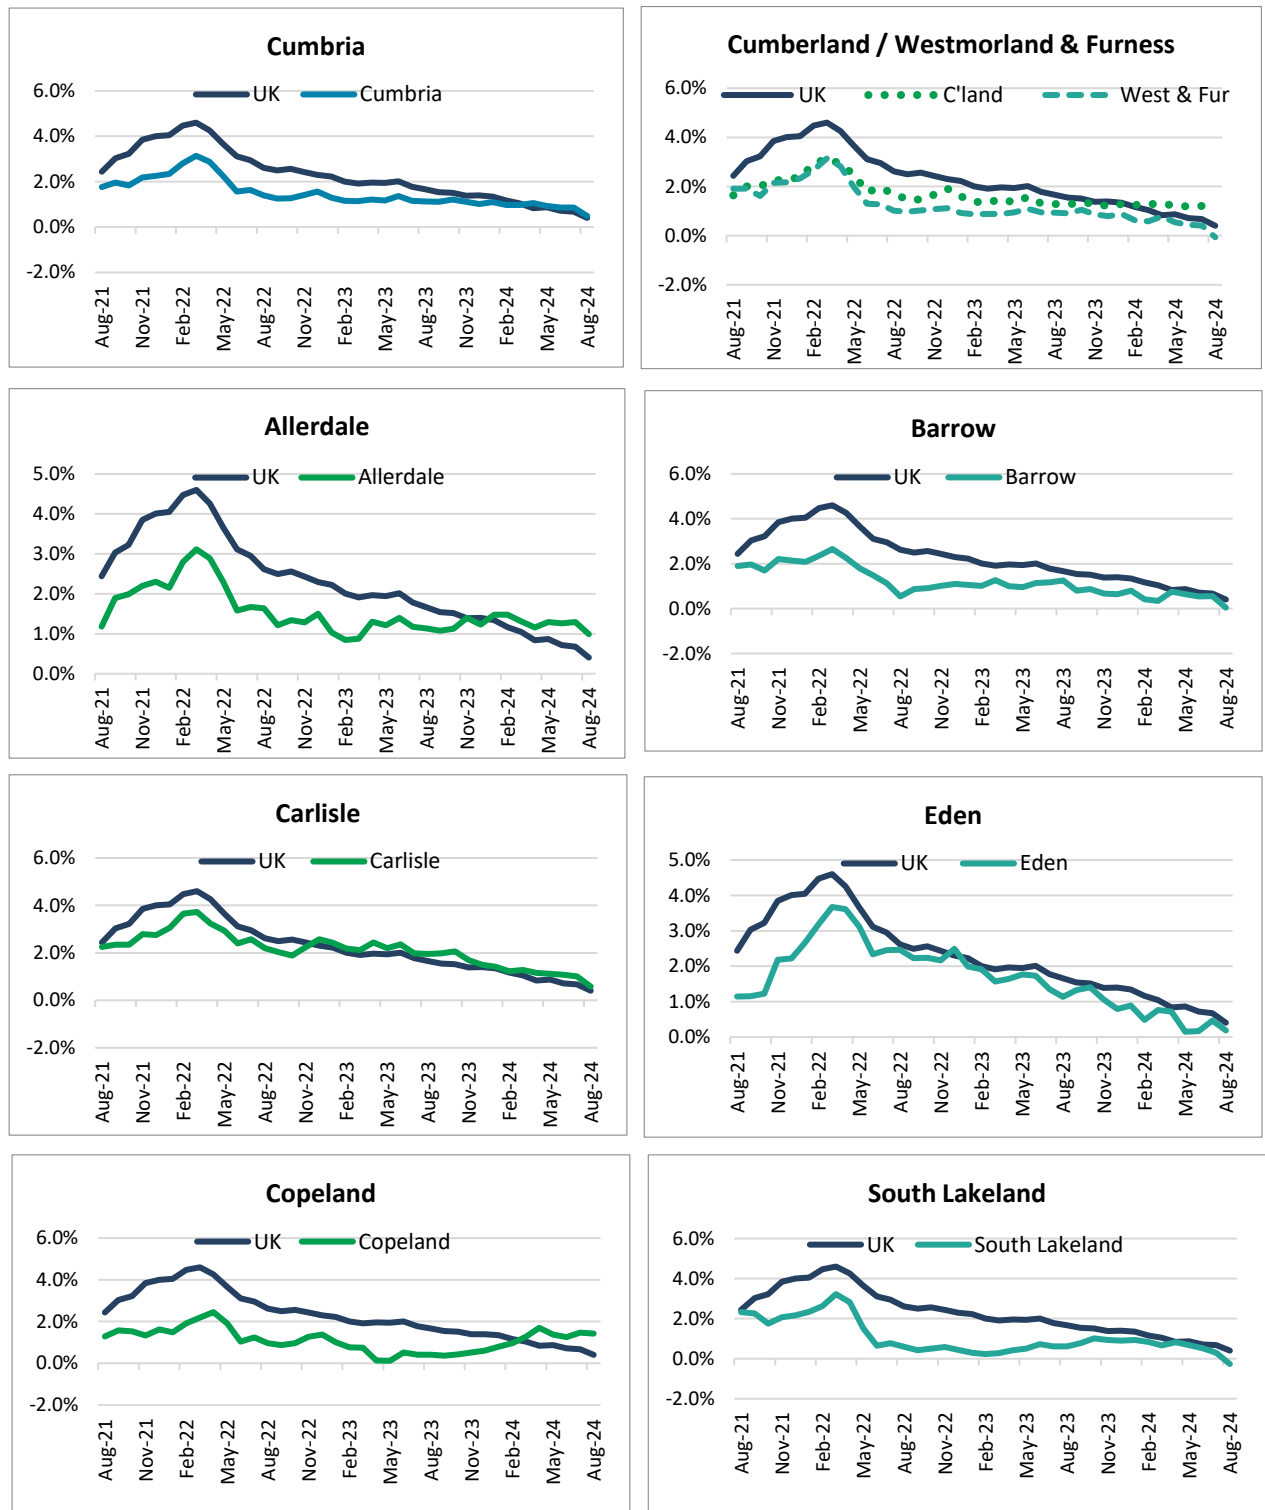 Cumbria
UK Cumbria
6.0%
4.0%
2.0%
0.0%
-2.0%
Aug-21
Nov-21
Feb-22
May-22
Aug-22
Nov-22
Feb-23
May-23
Aug-23
Nov-23
Feb-24
May-24
Aug-24
Cumberland / Westmorland & Furness
UK C'land West & Fur
6.0%
4.0%
2.0%
0.0%
-2.0%
Aug-21
Nov-21
Feb-22
May-22
Aug-22
Nov-22
Feb-23
May-23
Aug-23
Nov-23
Feb-24
May-24
Aug-24
Allerdale
UK Allerdale
5.0%
4.0%
3.0%
2.0%
1.0%
0.0%
Aug-21
Nov-21
Feb-22
May-22
Aug-22
Nov-22
Feb-23
May-23
Aug-23
Nov-23
Feb-24
May-24
Aug-24
Barrow
UK Barrow
6.0%
4.0%
2.0%
0.0%
-2.0%
Aug-21
Nov-21
Feb-22
May-22
Aug-22
Nov-22
Feb-23
May-23
Aug-23
Nov-23
Feb-24
May-24
Aug-24
Carlisle
UK Carlisle
6.0%
4.0%
2.0%
0.0%
-2.0%
Aug-21
Nov-21
Feb-22
May-22
Aug-22
Nov-22
Feb-23
May-23
Aug-23
Nov-23
Feb-24
May-24
Aug-24
Eden
UK Eden
5.0%
4.0%
3.0%
2.0%
1.0%
0.0%
Aug-21
Nov-21
Feb-22
May-22
Aug-22
Nov-22
Feb-23
May-23
Aug-23
Nov-23
Feb-24
May-24
Aug-24
Copeland
UK Copeland
6.0%
4.0%
2.0%
0.0%
-2.0%
Aug-21
Nov-21
Feb-22
May-22
Aug-22
Nov-22
Feb-23
May-23
Aug-23
Nov-23
Feb-24
May-24
Aug-24
South Lakeland
UK South Lakeland
6.0%
4.0%
2.0%
0.0%
-2.0%
Aug-21
Nov-21
Feb-22
May-22
Aug-22
Nov-22
Feb-23
May-23
Aug-23
Nov-23
Feb-24
May-24
Aug-24